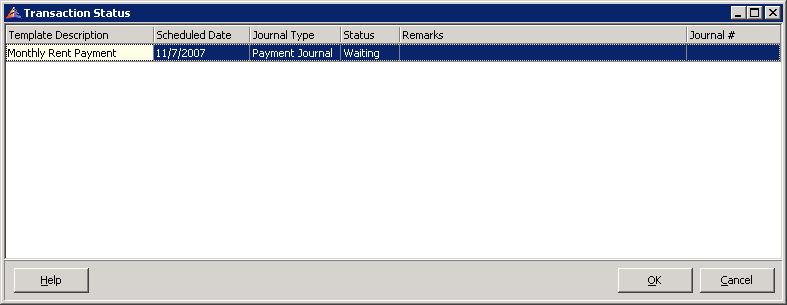 Transaction Status
Template Description Scheduled Date Journal Type Status Remarks Journal #
Monthly Rent Payment 11/7/2007 Payment Journal Waiting
Help OK Cancel